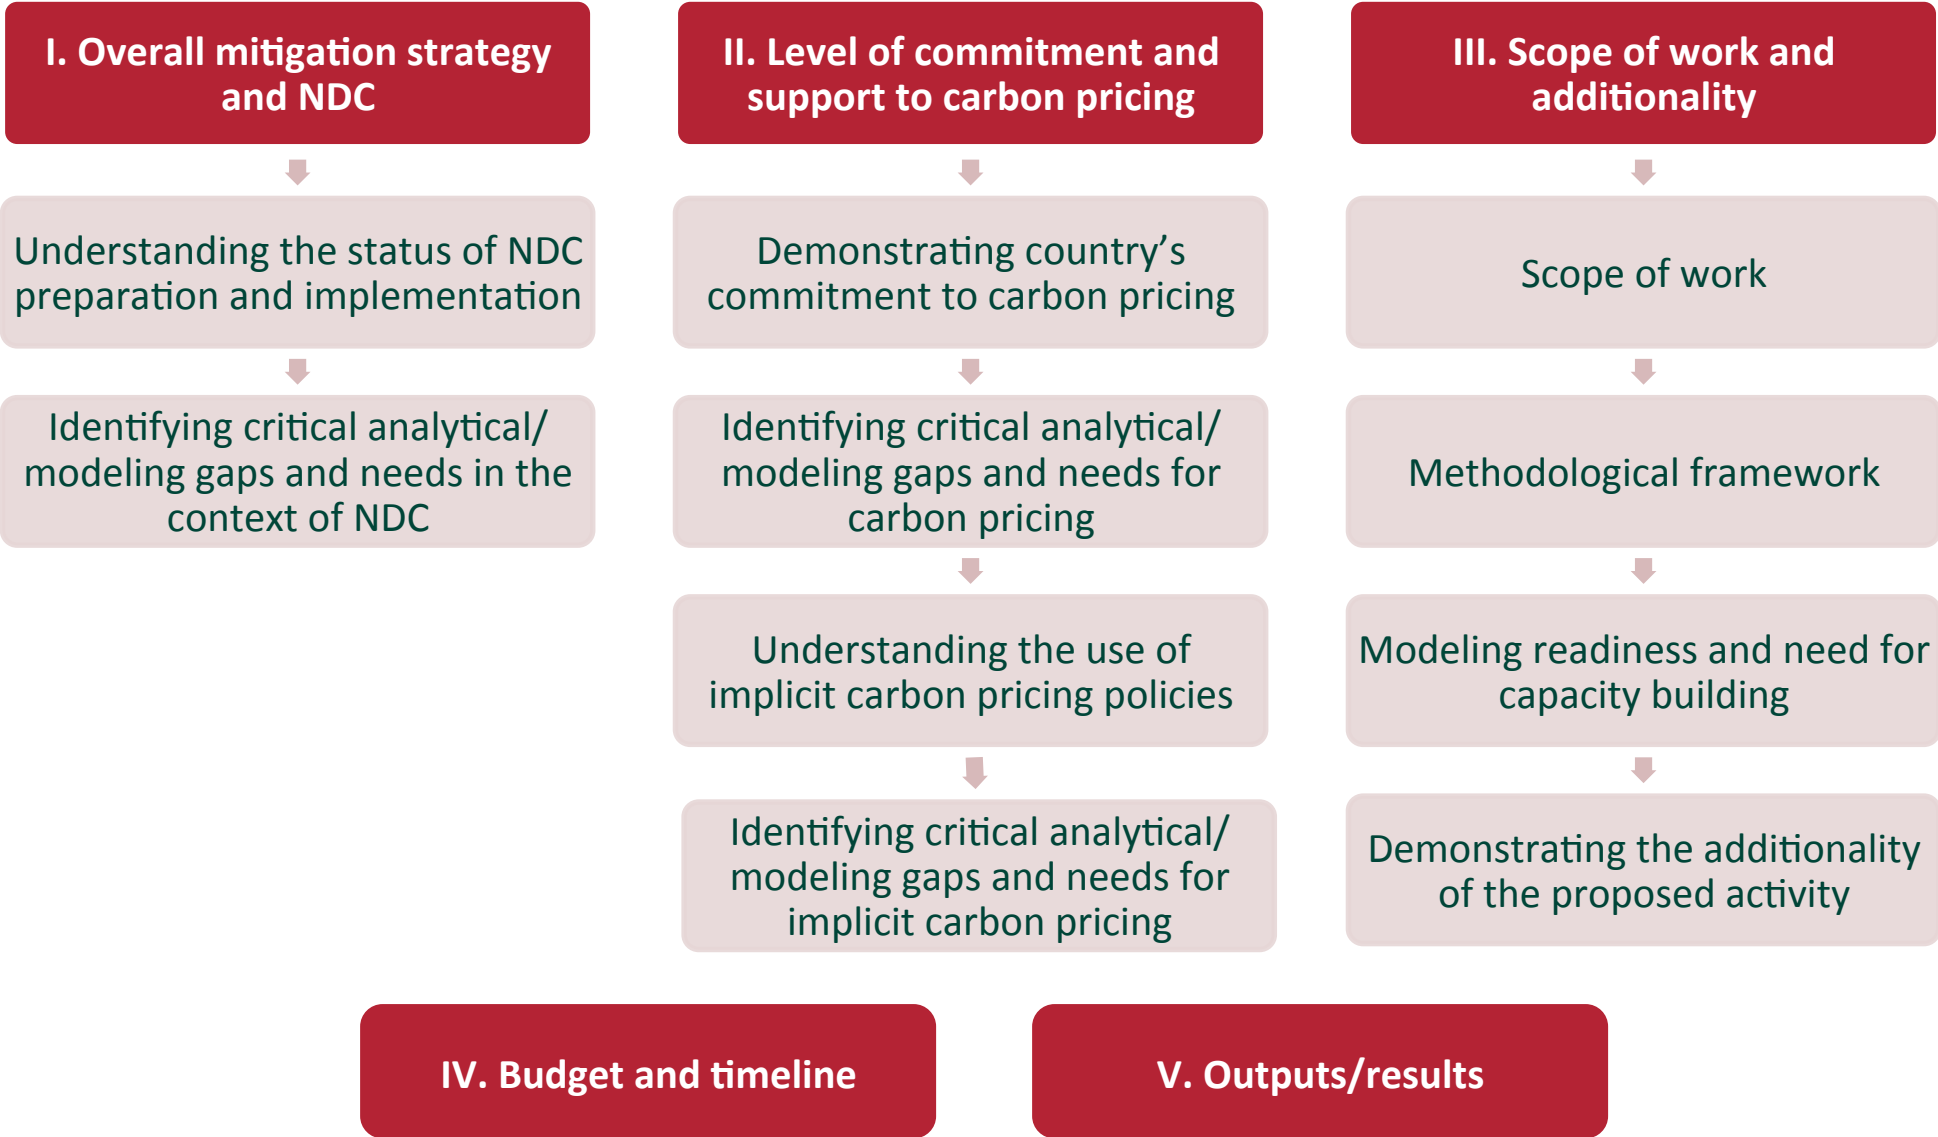 I. Overall mitigation strategy
and NDC
Understanding the status of NDC
preparation and implementation
Identifying critical analytical/
modeling gaps and needs in the
context of NDC
II. Level of commitment and
support to carbon pricing
Demonstrating country’s
commitment to carbon pricing
Identifying critical analytical/
modeling gaps and needs for
carbon pricing
Understanding the use of
implicit carbon pricing policies
Identifying critical analytical/
modeling gaps and needs for
implicit carbon pricing
III. Scope of work and
additionality
Scope of work
Methodological framework
Modeling readiness and need for
capacity building
Demonstrating the additionality
of the proposed activity
IV. Budget and timeline
V. Outputs/results